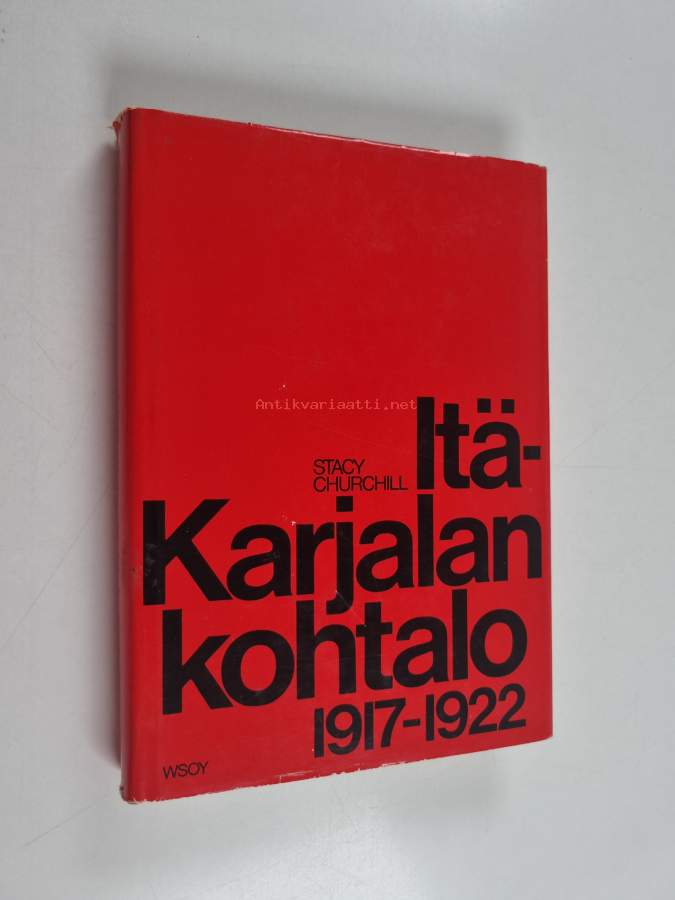 Antikvariaatti.net
STACY
CHURCHILL
Itä-
Karjalan
kohtalo
1917-1922
WSOY